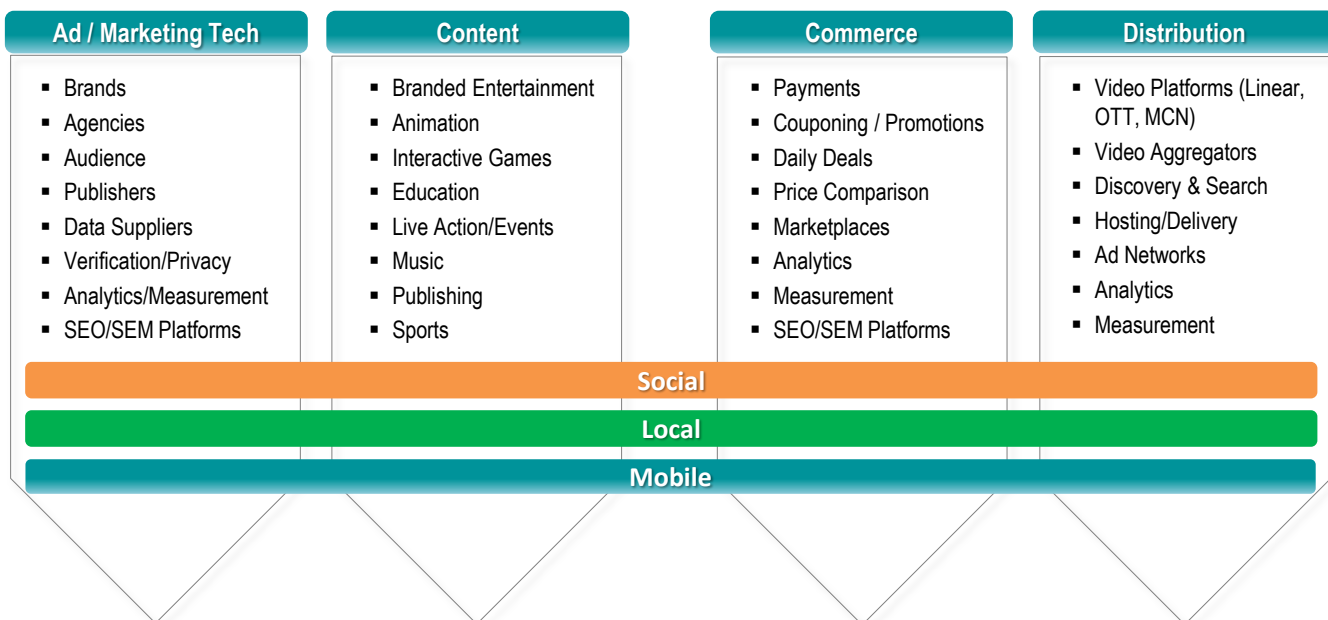 Ad / Marketing Tech
▪ Brands
▪ Agencies
▪ Audience
▪ Publishers
▪ Data Suppliers
▪ Verification/Privacy
▪ Analytics/Measurement
▪ SEO/SEM Platforms
Content
▪ Branded Entertainment
▪ Animation
▪ Interactive Games
▪ Education
▪ Live Action/Events
▪ Music
▪ Publishing
▪ Sports
Commerce
▪ Payments
▪ Couponing / Promotions
▪ Daily Deals
▪ Price Comparison
▪ Marketplaces
▪ Analytics
▪ Measurement
▪ SEO/SEM Platforms
Distribution
▪ Video Platforms (Linear,
OTT, MCN)
▪ Video Aggregators
▪ Discovery & Search
▪ Hosting/Delivery
▪ Ad Networks
▪ Analytics
▪ Measurement
Social
Local
Mobile